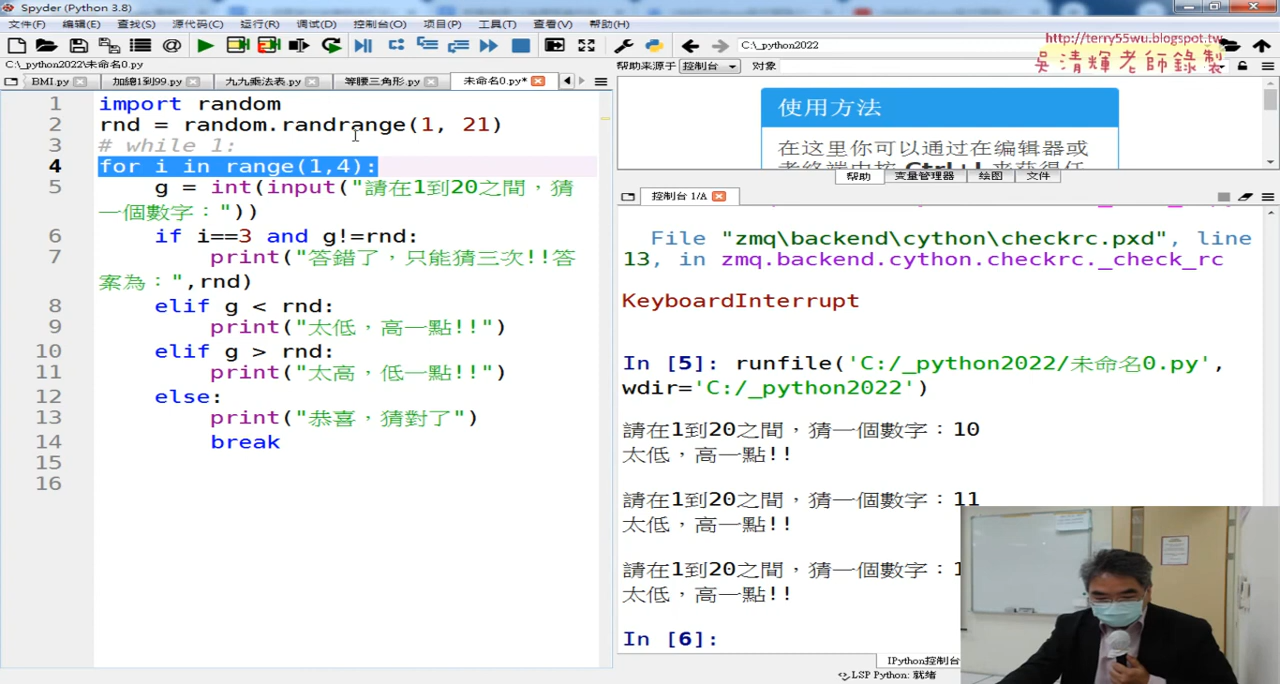 Spyder (Python 3.8)
文件(F) 编辑(E) 查找(S) 源代码(C) 运行(R) 调试(D) 控制台(O) 项目(P) 工具(T) 查看(V) 帮助(H)
C:\_python2022
http://terry55wu.blogspot.tw
吳清輝老師錄製
C:\_python2022\未命名0.py
帮助来源于 控制台 对象
BMI.py 加總1到99.py 九九乘法表.py 等腰三角形.py 未命名0.py*
1 import random
2 rnd = random.randrange(1, 21)
3 # while 1:
4 for i in range(1,4):
5 g = int(input("請在1到20之間，猜
一個數字："))
6 if i==3 and g!=rnd:
7 print("答錯了，只能猜三次!!答
案為：",rnd)
8 elif g < rnd:
9 print("太低，高一點!!")
10 elif g > rnd:
11 print("太高，低一點!!")
12 else:
13 print("恭喜，猜對了")
14 break
15
16
使用方法
在这里你可以通过在编辑器或
帮助 变量管理器 绘图 文件
控制台 1/A
File "zmq\backend\cython\checkrc.pxd", line
13, in zmq.backend.cython.checkrc._check_rc
KeyboardInterrupt
In [5]: runfile('C:/_python2022/未命名0.py',
wdir='C:/_python2022')
請在1到20之間，猜一個數字：10
太低，高一點!!
請在1到20之間，猜一個數字：11
太低，高一點!!
請在1到20之間，猜一個數字：1
太低，高一點!!
In [6]:
IPython控制台
LSP Python: 就绪